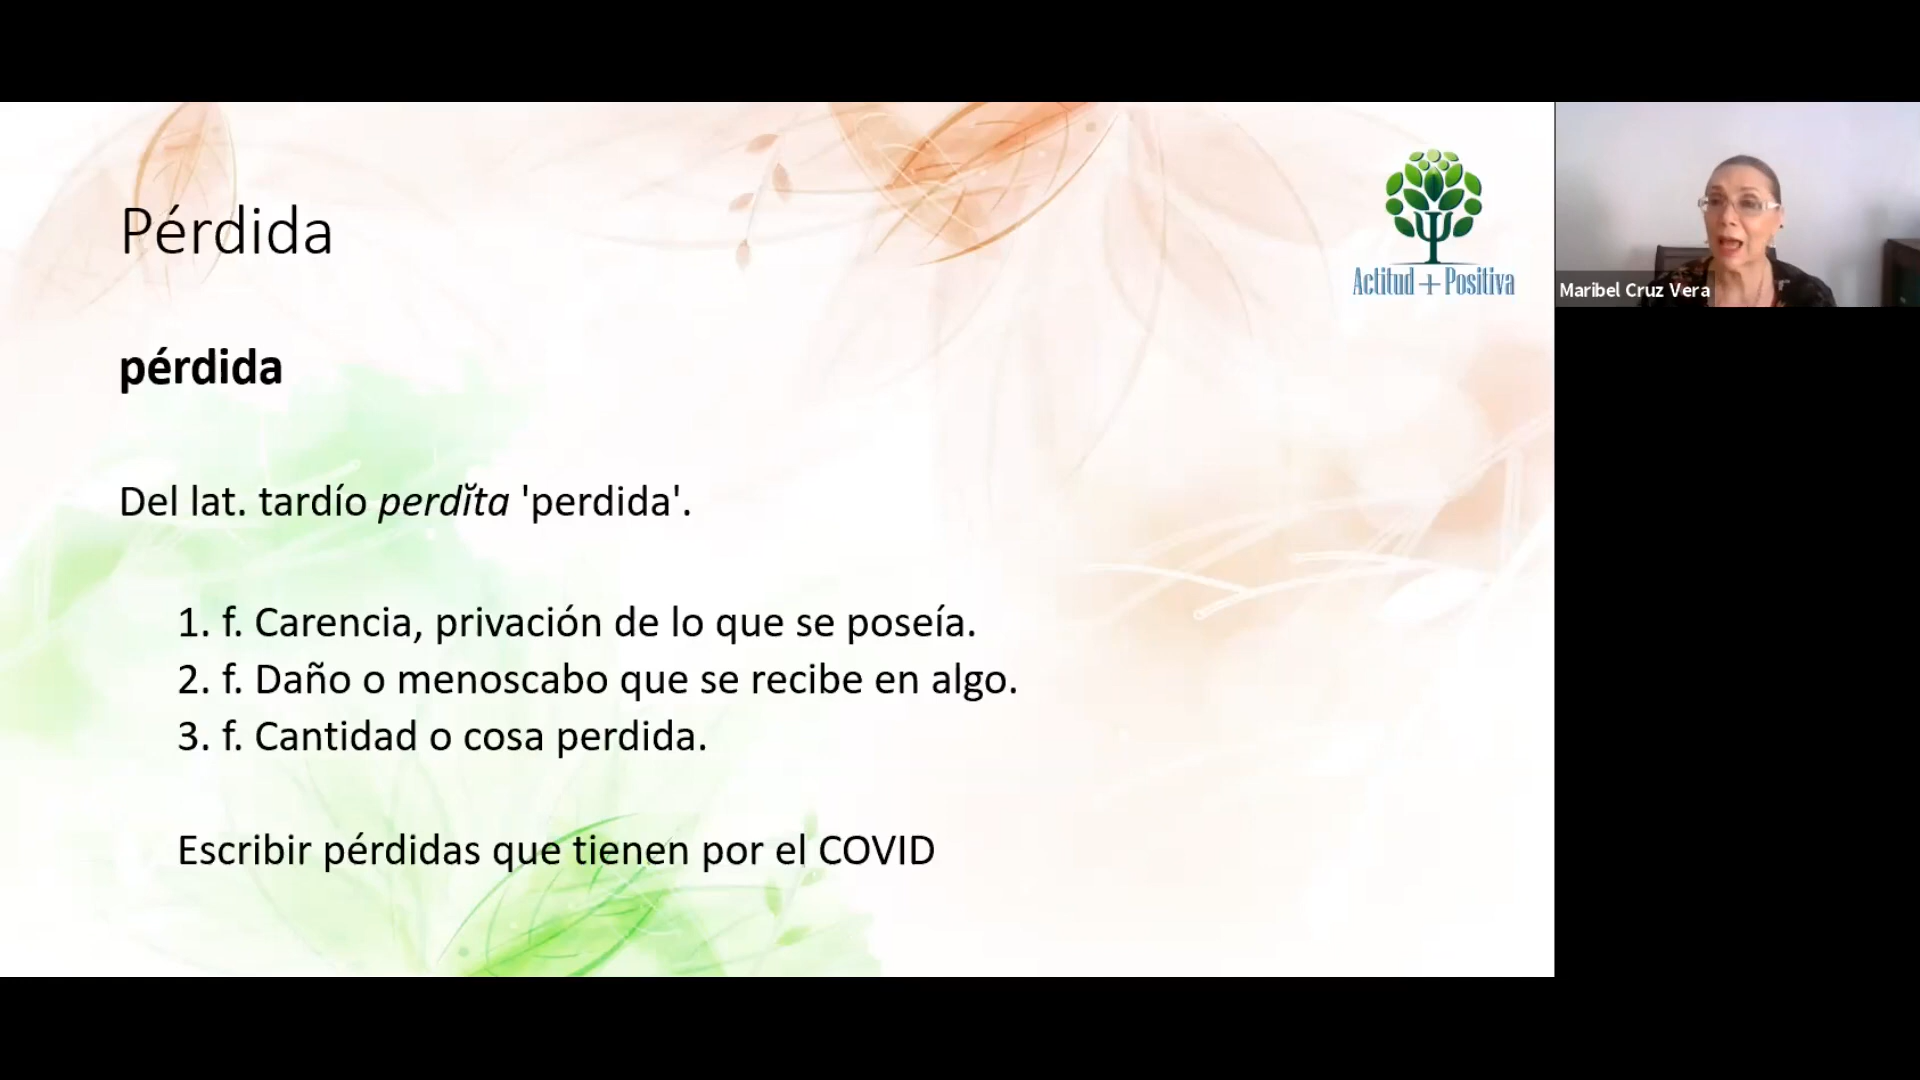 Pérdida
Actitud + Positiva
Maribel Cruz Vera
pérdida
Del lat. tardío perdĭta 'perdida'.
1. f. Carencia, privación de lo que se poseía.
2. f. Daño o menoscabo que se recibe en algo.
3. f. Cantidad o cosa perdida.
Escribir pérdidas que tienen por el COVID